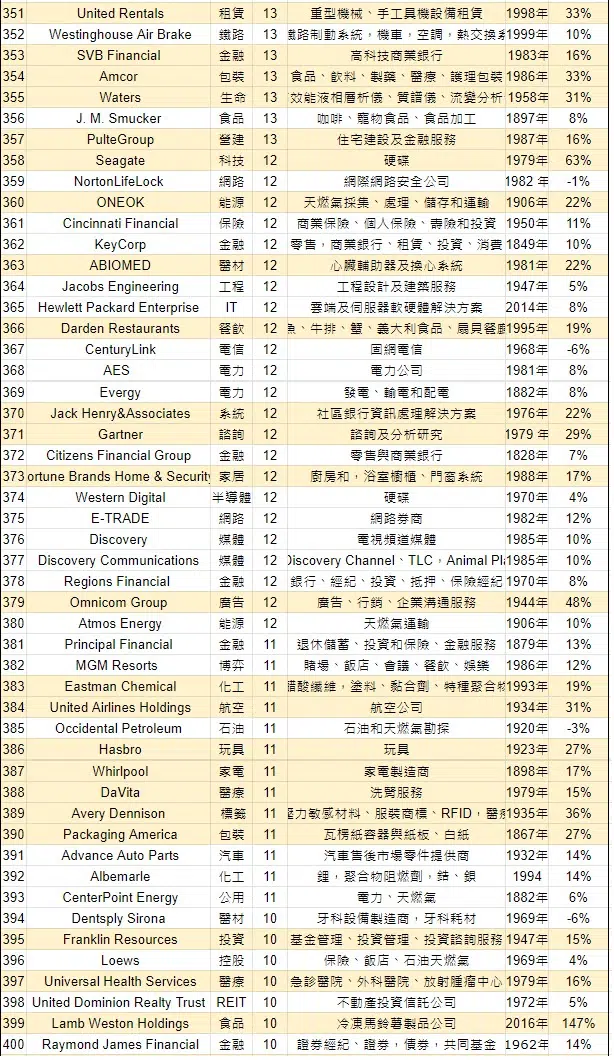 351 United Rentals 租賃 13 重型機械、手工具機設備租賃 1998年 33%
352 Westinghouse Air Brake 鐵路 13 鐵路制動系統，機車，空調，熱交換系 1999年 10%
353 SVB Financial 金融 13 高科技商業銀行 1983年 16%
354 Amcor 包裝 13 食品、飲料、製藥、醫療、護理包裝 1986年 33%
355 Waters 生命 13 效能液相層析儀、質譜儀、流變分析 1958年 31%
356 J. M. Smucker 食品 13 咖啡、寵物食品、食品加工 1897年 8%
357 PulteGroup 營建 13 住宅建設及金融服務 1987年 16%
358 Seagate 科技 12 硬碟 1979年 63%
359 NortonLifeLock 網路 12 網際網路安全公司 1982 年 -1%
360 ONEOK 能源 12 天燃氣採集、處理、儲存和運輸 1906年 22%
361 Cincinnati Financial 保險 12 商業保險、個人保險、壽險和投資 1950年 11%
362 KeyCorp 金融 12 零售，商業銀行、租賃、投資、消費 1849年 10%
363 ABIOMED 醫材 12 心臟輔助器及換心系統 1981年 22%
364 Jacobs Engineering 工程 12 工程設計及建築服務 1947年 5%
365 Hewlett Packard Enterprise IT 12 雲端及伺服器軟硬體解決方案 2014年 8%
366 Darden Restaurants 餐飲 12 魚、牛排、蟹、義大利食品、扇貝餐廳 1995年 19%
367 CenturyLink 電信 12 固網電信 1968年 -6%
368 AES 電力 12 電力公司 1981年 8%
369 Evergy 電力 12 發電、輸電和配電 1882年 8%
370 Jack Henry&Associates 系統 12 社區銀行資訊處理解決方案 1976年 22%
371 Gartner 諮詢 12 諮詢及分析研究 1979 年 29%
372 Citizens Financial Group 金融 12 零售與商業銀行 1828年 7%
373 ortune Brands Home & Security 家居 12 廚房和，浴室櫥櫃、門窗系統 1988年 17%
374 Western Digital 半導體 12 硬碟 1970年 4%
375 E-TRADE 網路 12 網路券商 1982年 12%
376 Discovery 媒體 12 電視頻道媒體 1985年 10%
377 Discovery Communications 媒體 12 Discovery Channel、TLC，Animal Pl 1985年 10%
378 Regions Financial 金融 12 銀行、經紀、投資、抵押、保險經紀 1970年 8%
379 Omnicom Group 廣告 12 廣告、行銷、企業溝通服務 1944年 48%
380 Atmos Energy 能源 12 天燃氣運輸 1906年 10%
381 Principal Financial 金融 11 退休儲蓄、投資和保險、金融服務 1879年 13%
382 MGM Resorts 博弈 11 賭場、飯店、會議、餐飲、娛樂 1986年 12%
383 Eastman Chemical 化工 11 醋酸纖維，塗料、黏合劑、特種聚合物 1993年 19%
384 United Airlines Holdings 航空 11 航空公司 1934年 31%
385 Occidental Petroleum 石油 11 石油和天燃氣勘探 1920年 -3%
386 Hasbro 玩具 11 玩具 1923年 27%
387 Whirlpool 家電 11 家電製造商 1898年 17%
388 DaVita 醫療 11 洗腎服務 1979年 15%
389 Avery Dennison 標籤 11 壓力敏感材料、服裝商標、RFID，醫療 1935年 36%
390 Packaging America 包裝 11 瓦楞紙容器與紙板、白紙 1867年 27%
391 Advance Auto Parts 汽車 11 汽車售後市場零件提供商 1932年 14%
392 Albemarle 化工 11 鋰，聚合物阻燃劑，鋯、鋇 1994 14%
393 CenterPoint Energy 公用 11 電力、天燃氣 1882年 6%
394 Dentsply Sirona 醫材 10 牙科設備製造商，牙科耗材 1969年 -6%
395 Franklin Resources 投資 10 基金管理、投資管理、投資諮詢服務 1947年 15%
396 Loews 控股 10 保險、飯店、石油天燃氣 1969年 4%
397 Universal Health Services 醫療 10 急診醫院、外科醫院、放射腫瘤中心 1979年 16%
398 United Dominion Realty Trust REIT 10 不動產投資信託公司 1972年 5%
399 Lamb Weston Holdings 食品 10 冷凍馬鈴薯製品公司 2016年 147%
400 Raymond James Financial 金融 10 證券經紀、證券，債券，共同基金 1962年 14%